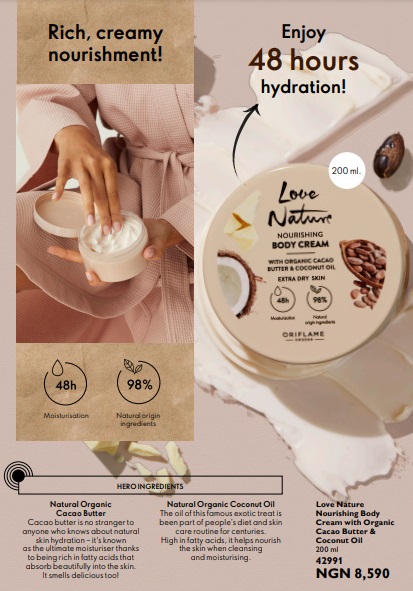 Rich, creamy
nourishment!
Enjoy
48 hours
hydration!
200 ml.
Love
Nature
NOURISHING
BODY CREAM
WITH ORGANIC CACAO
BUTTER & COCONUT OIL
EXTRA DRY SKIN
48h
98%
Moisturisation
Natural
origin ingredients
ORIFLAME
SWEDEN
48h
98%
Moisturisation
Natural origin
ingredients
HERO INGREDIENTS
Natural Organic
Cacao Butter
Cacao butter is no stranger to
anyone who knows about natural
skin hydration – it's known
as the ultimate moisturiser thanks
to being rich in fatty acids that
absorb beautifully into the skin.
It smells delicious too!
Natural Organic Coconut Oil
The oil of this famous exotic treat is
been part of people's diet and skin
care routine for centuries.
High in fatty acids, it helps nourish
the skin when cleansing
and moisturising.
Love Nature
Nourishing Body
Cream with Organic
Cacao Butter &
Coconut Oil
200 ml
42991
NGN 8,590